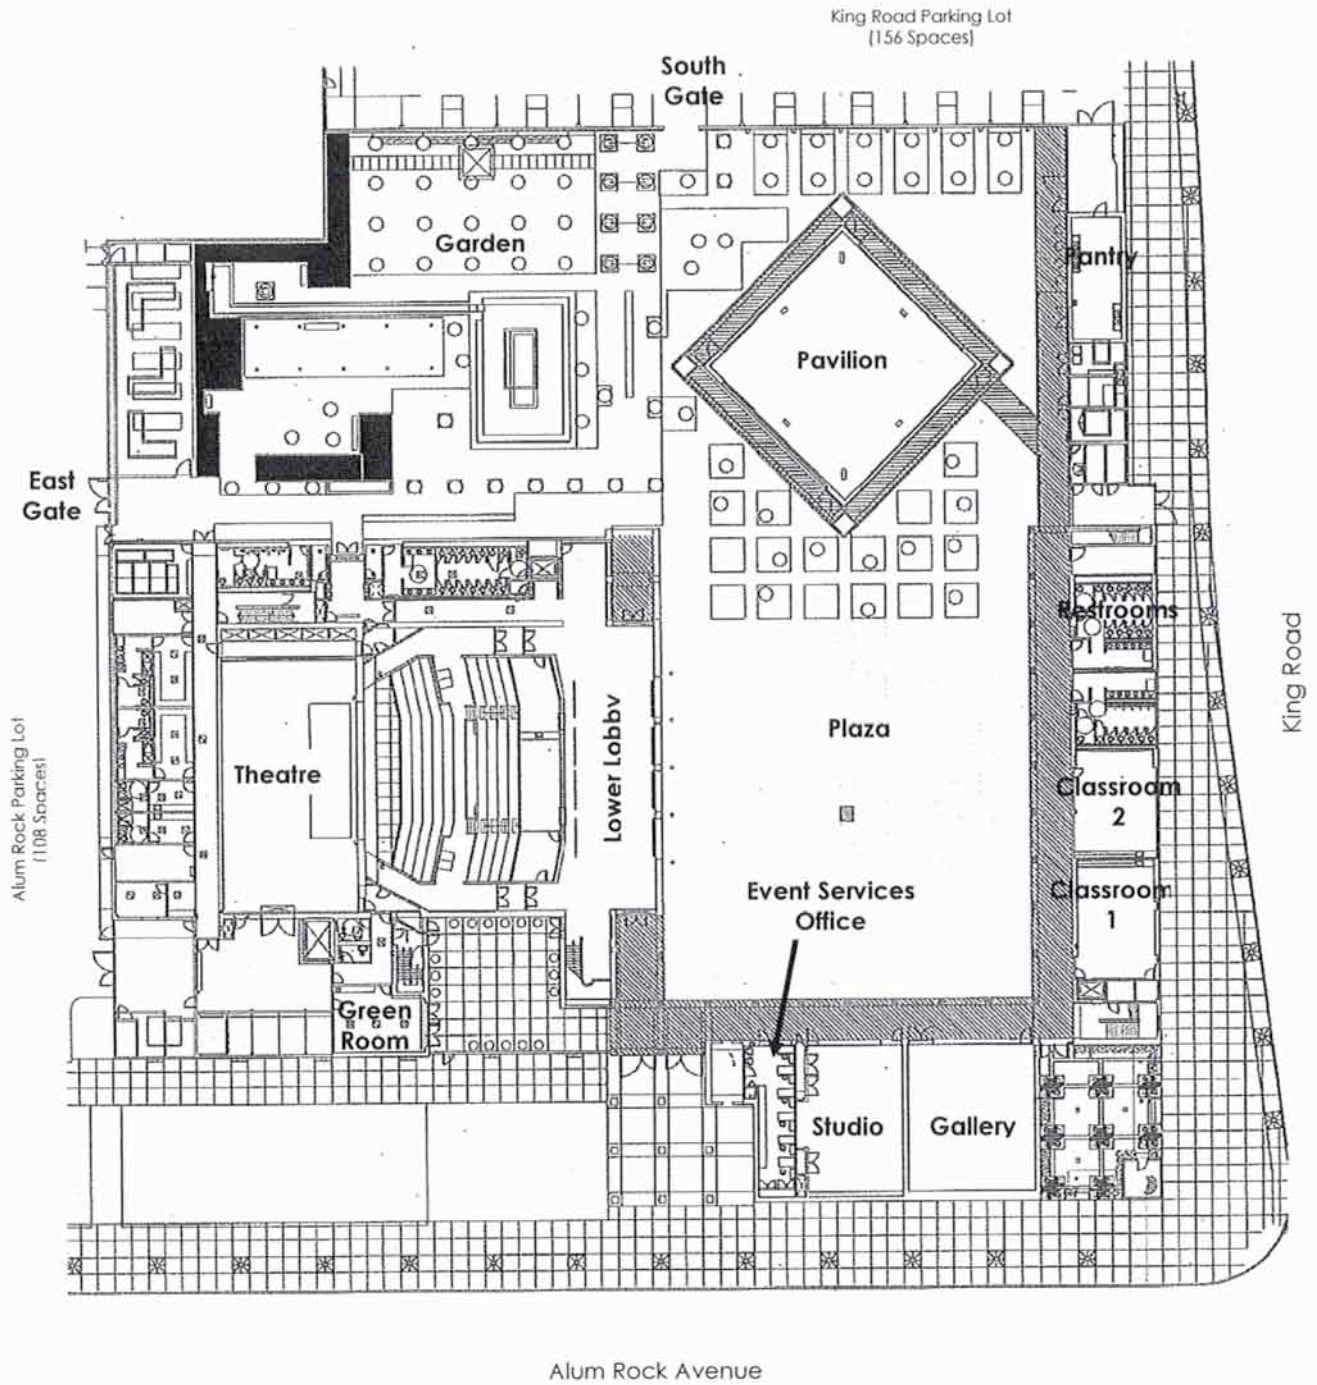 King Road Parking Lot
(156 Spaces)
South
Gate
Garden
Pantry
Pavilion
East
Gate
Restrooms
King Road
Lower Lobby
Plaza
Theatre
Classroom
2
Alum Rock Parking Lot
(108 Spaces)
Event Services
Office
Classroom
1
Green
Room
Studio
Gallery
Alum Rock Avenue